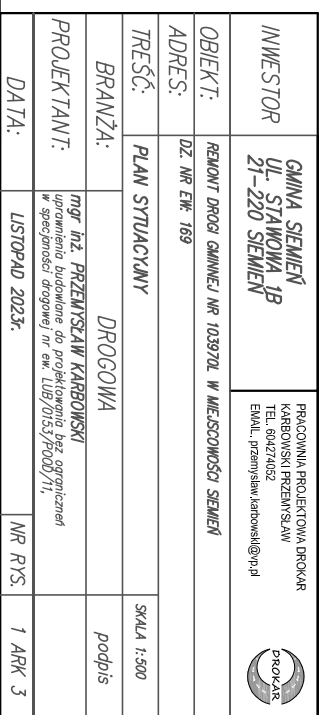 INWESTOR
GMINA SIEMIEŃ
UL. STAWOWA 1B
21-220 SIEMIEŃ
PRACOWNIA PROJEKTOWA DROKAR
KARBOWSKI PRZEMYSŁAW
TEL. 604274052
EMAIL. przemyslaw.karbowski@vp.pl
DROKAR
OBIEKT:
REMONT DROGI GMINNEJ NR 103970L W MIEJSCOWOŚCI SIEMIEŃ
ADRES:
DZ. NR EW: 169
TREŚĆ:
PLAN SYTUACYJNY
SKALA 1:500
BRANŻA:
DROGOWA
podpis
PROJEKTANT:
mgr inż. PRZEMYSŁAW KARBOWSKI
uprawnienia budowlane do projektowania bez ograniczneń
w specjności drogowej nr ew. LUB/0153/POOD/11,
DATA:
LISTOPAD 2023r.
NR RYS.
1 ARK 3